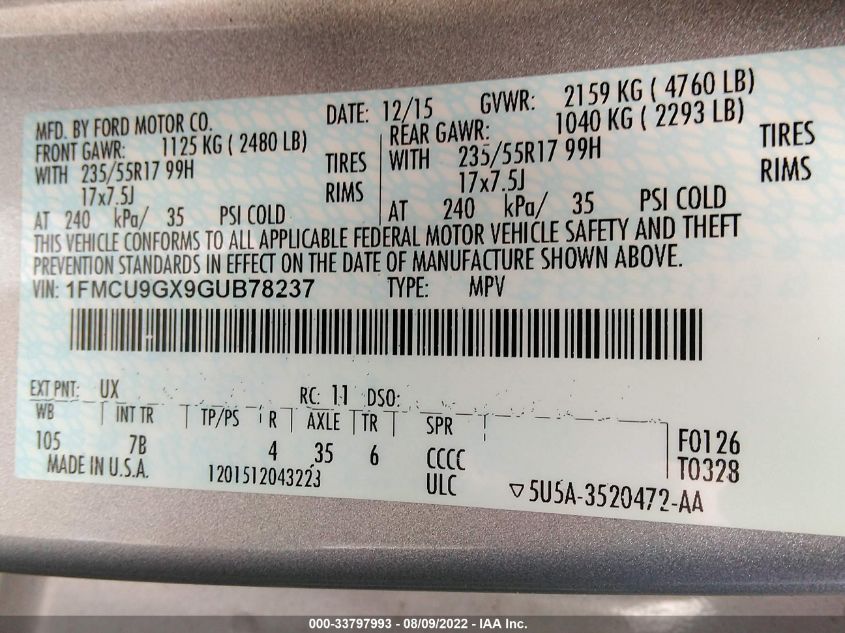 MFD. BY FORD MOTOR CO. DATE: 12/15 GVWR: 2159 KG ( 4760 LB)
FRONT GAWR: 1125 KG ( 2480 LB) REAR GAWR: 1040 KG ( 2293 LB)
WITH 235/55R17 99H TIRES WITH 235/55R17 99H TIRES
17x7.5J RIMS 17x7.5J RIMS
AT 240 kPa/ 35 PSI COLD AT 240 kPa/ 35 PSI COLD
THIS VEHICLE CONFORMS TO ALL APPLICABLE FEDERAL MOTOR VEHICLE SAFETY AND THEFT
PREVENTION STANDARDS IN EFFECT ON THE DATE OF MANUFACTURE SHOWN ABOVE.
VIN: 1FMCU9GX9GUB78237 TYPE: MPV
EXT PNT: UX RC: 11 DSO:
WB INT TR TP/PS R AXLE TR SPR
105 7B 4 35 6 CCCC F0126
MADE IN U.S.A. 1201512043223 ULC T0328
5U5A-3520472-AA
000-33797993 - 08/09/2022 - IAA Inc.